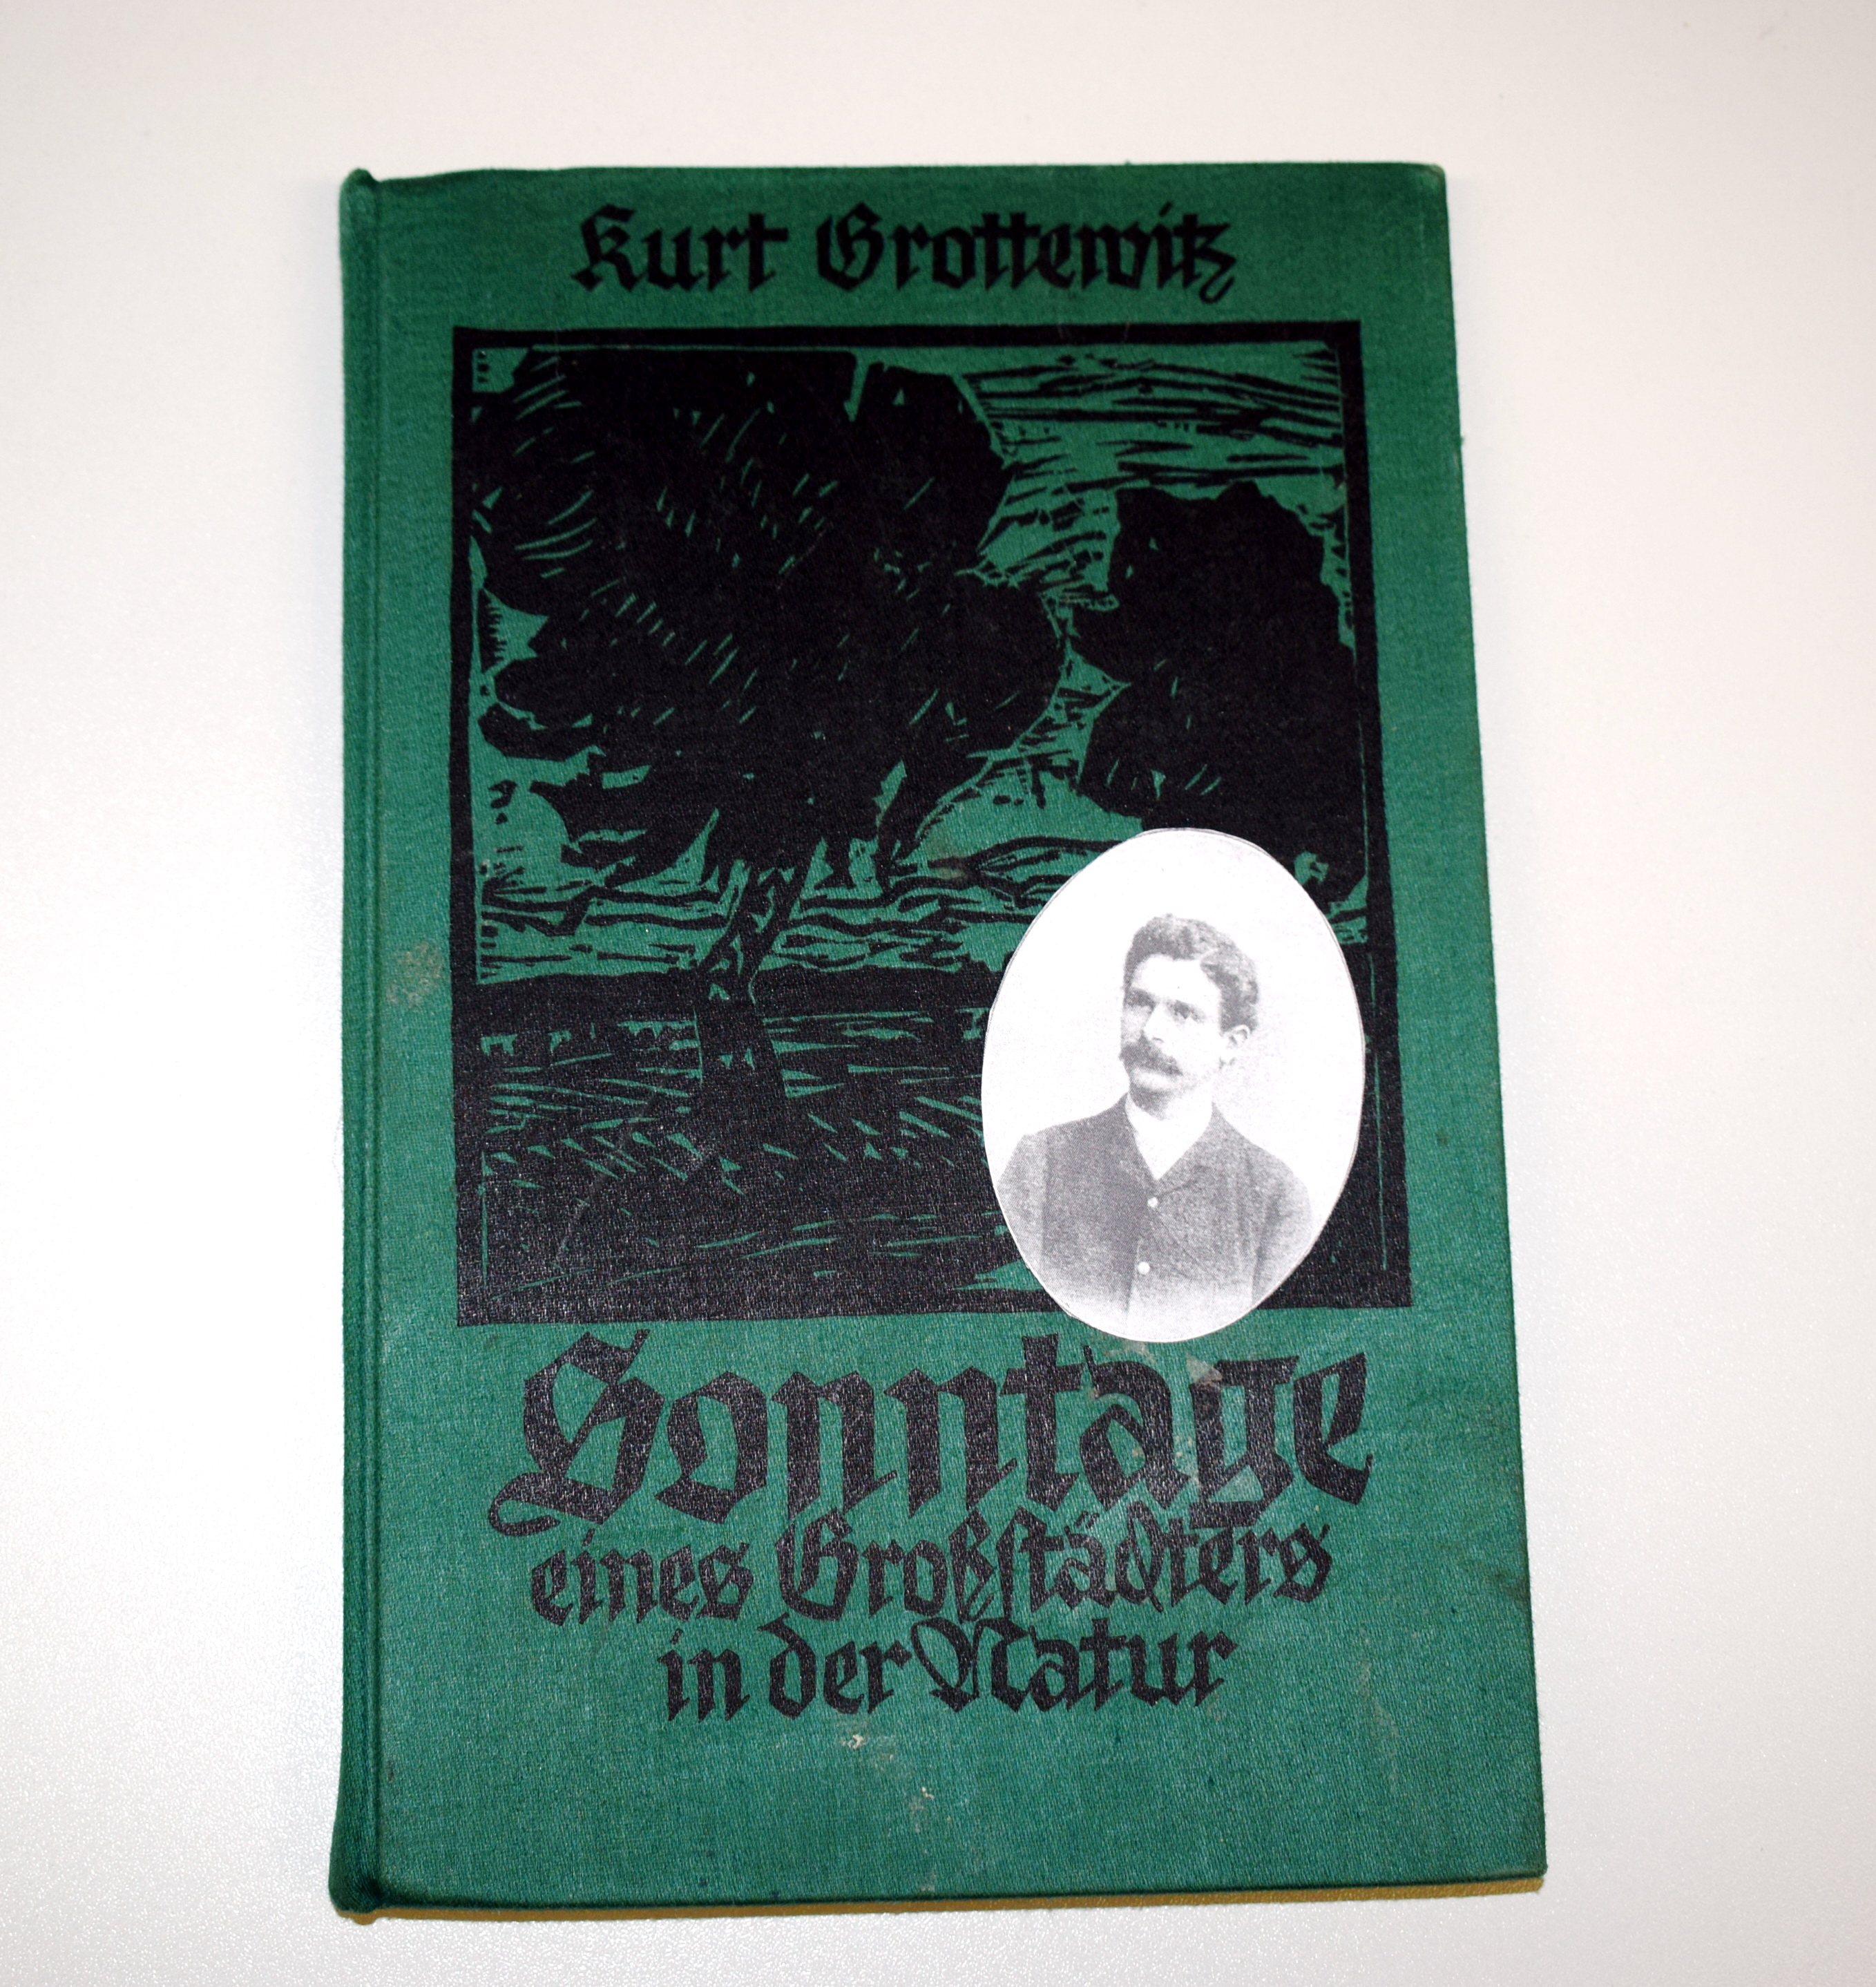 Kurt Grottewitz
Sonntage
eines Großstädters
in der Natur